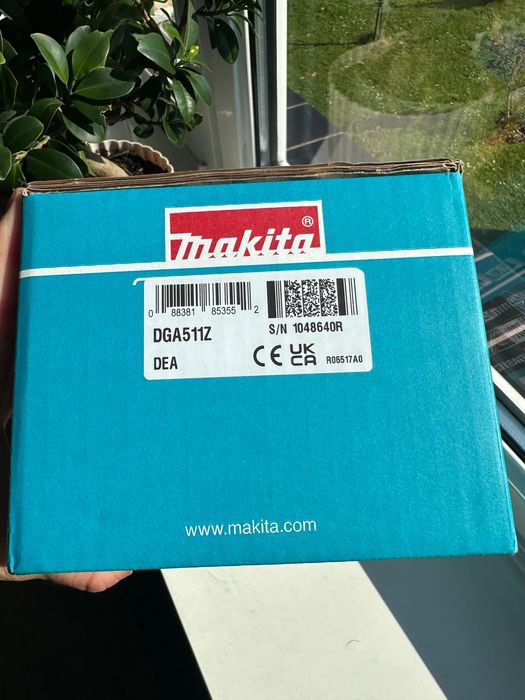 makita®
0 88381 85355 2
DGA511Z
S/N 1048640R
DEA
CE UK CA
R06517A0
www.makita.com